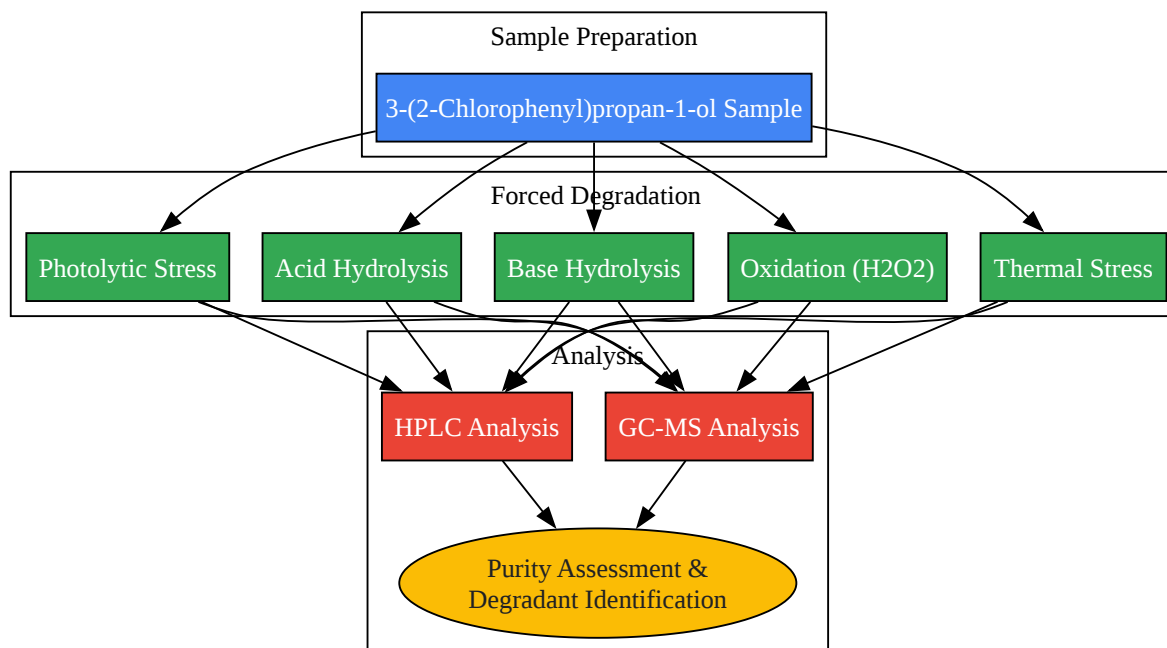 Sample Preparation
3-(2-Chlorophenyl)propan-1-ol Sample
Forced Degradation
Photolytic Stress
Acid Hydrolysis
Base Hydrolysis
Oxidation (H2O2)
Thermal Stress
Analysis
HPLC Analysis
GC-MS Analysis
Purity Assessment &
Degradant Identification